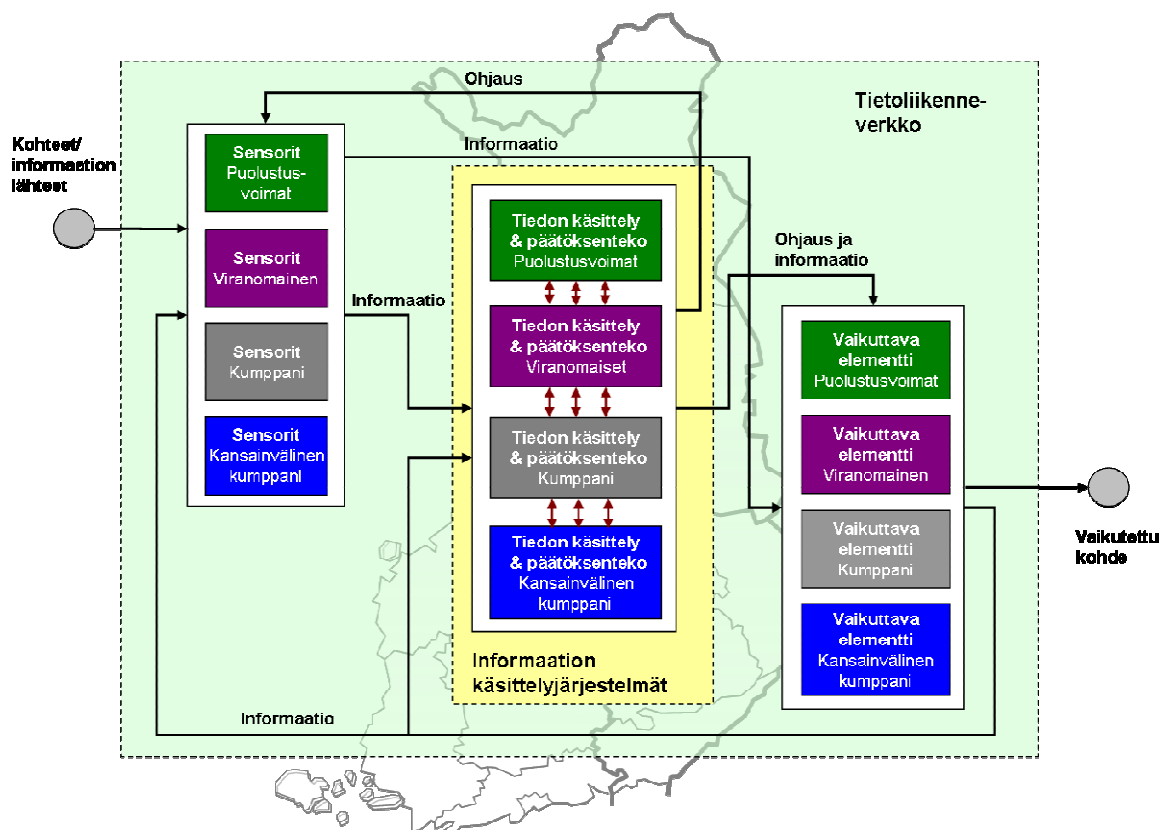 Ohjaus
Tietoliikenne-
verkko
Kohteet/
informaation
lähteet
Informaatio
Sensorit
Puolustus-
voimat
Sensorit
Viranomainen
Sensorit
Kumppani
Sensorit
Kansainvälinen
kumppani
Informaatio
Tiedon käsittely
& päätöksenteko
Puolustusvoimat
Tiedon käsittely
& päätöksenteko
Viranomaiset
Tiedon käsittely
& päätöksenteko
Kumppani
Tiedon käsittely
& päätöksenteko
Kansainvälinen
kumppani
Informaation
käsittelyjärjestelmät
Ohjaus ja
informaatio
Vaikuttava
elementti
Puolustusvoimat
Vaikuttava
elementti
Viranomainen
Vaikuttava
elementti
Kumppani
Vaikuttava
elementti
Kansainvälinen
kumppani
Vaikutettu
kohde
Informaatio